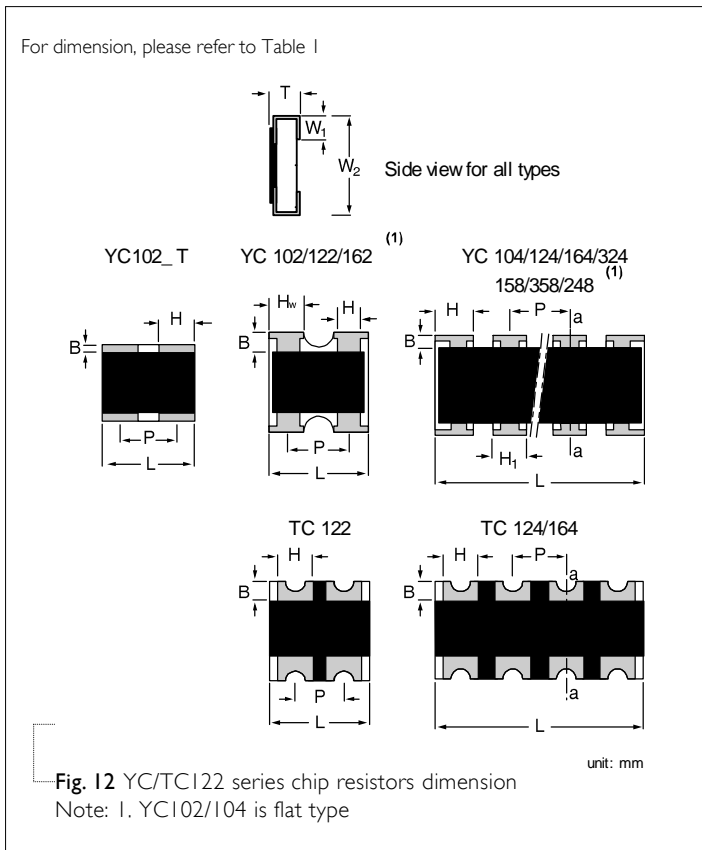 For dimension, please refer to Table 1
T
W1
W2
Side view for all types
YC102_ T
YC 102/122/162 (1)
YC 104/124/164/324
158/358/248 (1)
H
B
P
L
Hw
H
B
P
L
H
P
a
B
H1
a
L
TC 122
TC 124/164
H
B
P
L
H
P
a
B
a
L
unit: mm
Fig. 12 YC/TC122 series chip resistors dimension
Note: 1. YC102/104 is flat type